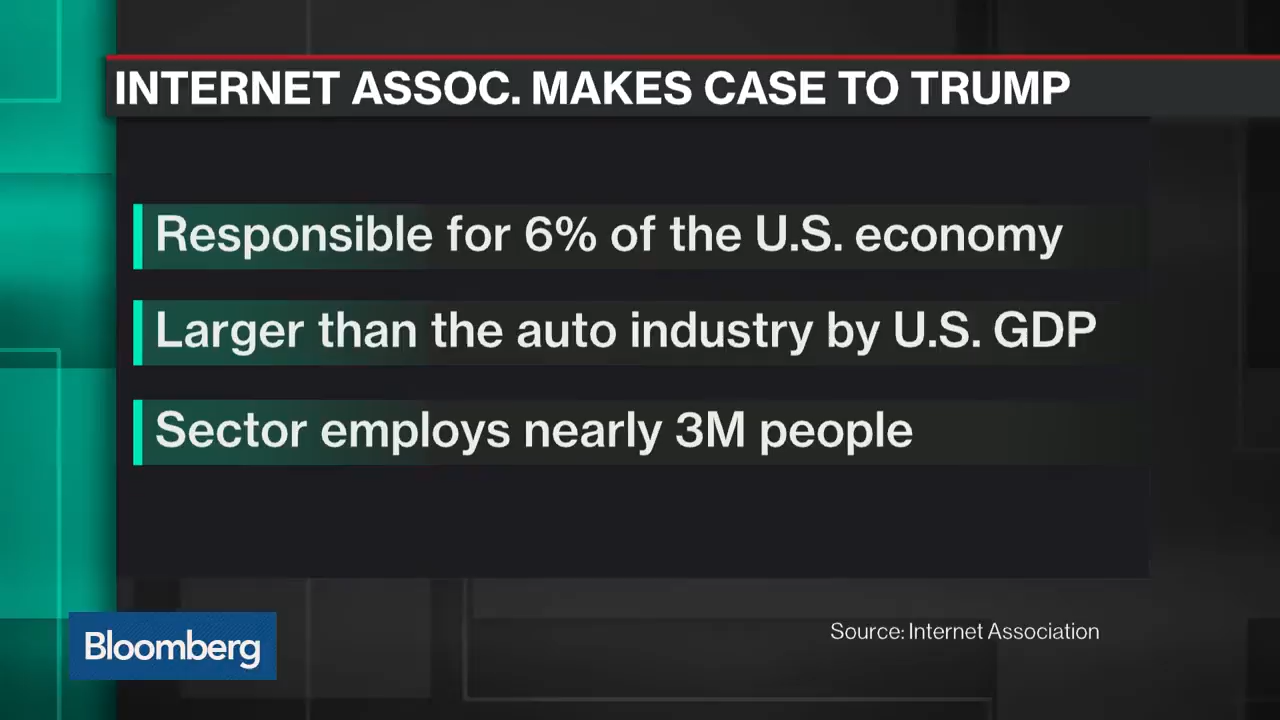 INTERNET ASSOC. MAKES CASE TO TRUMP
Responsible for 6% of the U.S. economy
Larger than the auto industry by U.S. GDP
Sector employs nearly 3M people
Source: Internet Association
Bloomberg